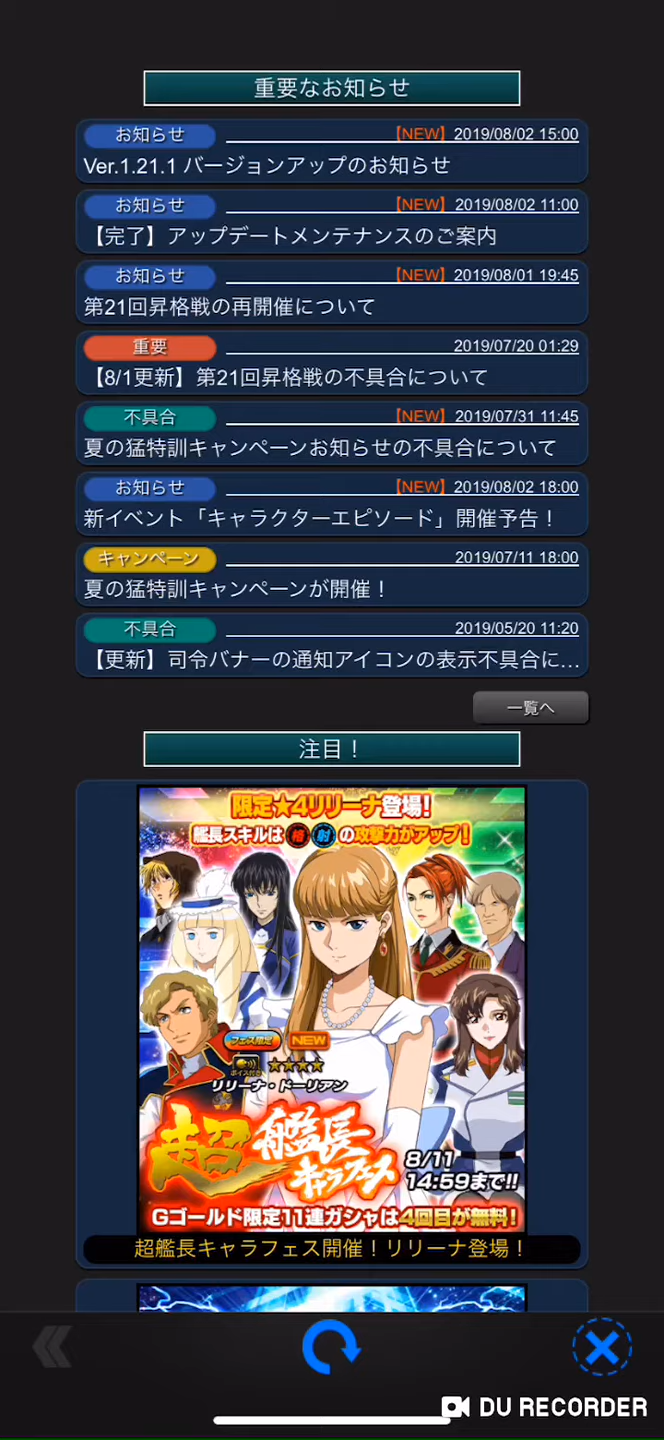 重要なお知らせ
お知らせ 【NEW】 2019/08/02 15:00
Ver.1.21.1 バージョンアップのお知らせ
お知らせ 【NEW】 2019/08/02 11:00
【完了】アップデートメンテナンスのご案内
お知らせ 【NEW】 2019/08/01 19:45
第21回昇格戦の再開催について
重要 2019/07/20 01:29
【8/1更新】第21回昇格戦の不具合について
不具合 【NEW】 2019/07/31 11:45
夏の猛特訓キャンペーンお知らせの不具合について
お知らせ 【NEW】 2019/08/02 18:00
新イベント「キャラクターエピソード」開催予告！
キャンペーン 2019/07/11 18:00
夏の猛特訓キャンペーンが開催！
不具合 2019/05/20 11:20
【更新】司令バナーの通知アイコンの表示不具合に...
一覧へ
注目！
限定★4リリーナ登場!
艦長スキルは格射の攻撃力がアップ!
フェス限定 NEW
ボイス付き ★★★★
リリーナ・ドーリアン
超艦長キャラフェス
8/11
14:59まで!!
Gゴールド限定11連ガシャは4回目が無料!
超艦長キャラフェス開催！リリーナ登場！
DU RECORDER